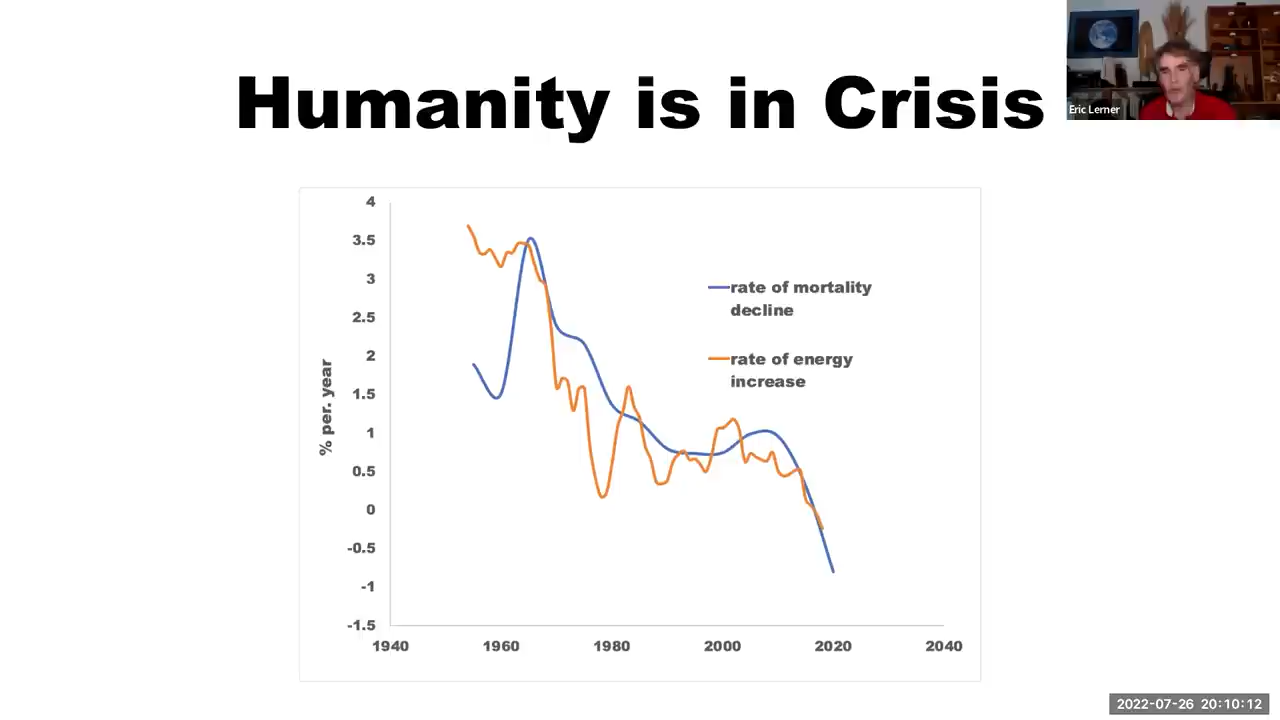 Humanity is in Crisis
Eric Lerner
4
3.5
3
2.5
2
1.5
1
0.5
0
-0.5
-1
-1.5
% per. year
1940 1960 1980 2000 2020 2040
rate of mortality
decline
rate of energy
increase
2022-07-26 20:10:12